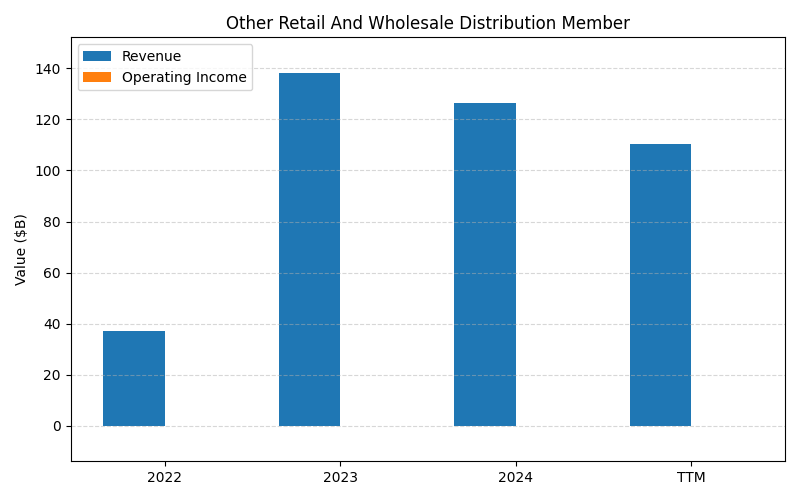 Other Retail And Wholesale Distribution Member
Revenue
Operating Income
Value ($B)
140
120
100
80
60
40
20
0
2022
2023
2024
TTM